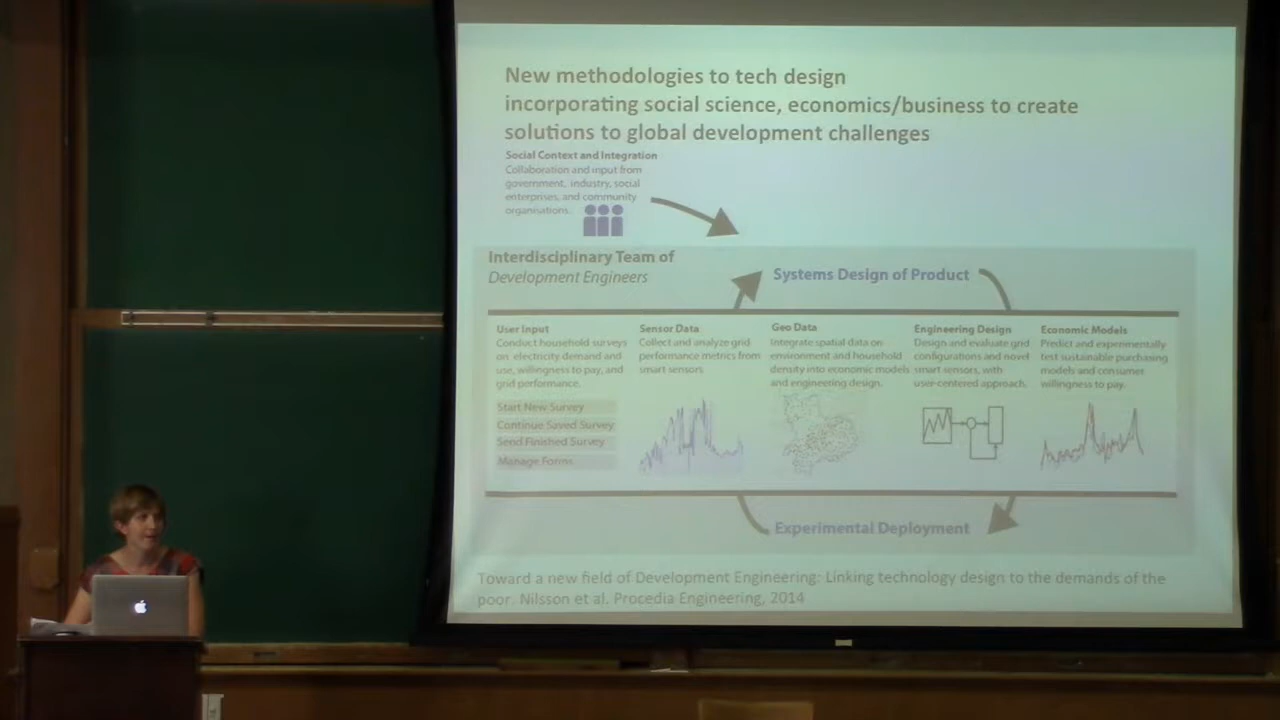 New methodologies to tech design
incorporating social science, economics/business to create
solutions to global development challenges
Social Context and Integration
Collaboration and input from
government, industry, social
enterprises, and community
organisations.
Interdisciplinary Team of
Development Engineers
Systems Design of Product
User Input
Conduct household surveys
on electricity demand and
use, willingness to pay, and
grid performance.
Start New Survey
Continue Saved Survey
Send Finished Survey
Manage Forms
Sensor Data
Collect and analyze grid
performance metrics from
smart sensors
Geo Data
Integrate spatial data on
environment and household
density into economic models
and engineering design.
Engineering Design
Design and evaluate grid
configurations and novel
smart sensors, with
user-centered approach.
Economic Models
Predict and experimentally
test sustainable purchasing
models and consumer
willingness to pay.
Experimental Deployment
Toward a new field of Development Engineering: Linking technology design to the demands of the
poor. Nilsson et al. Procedia Engineering, 2014